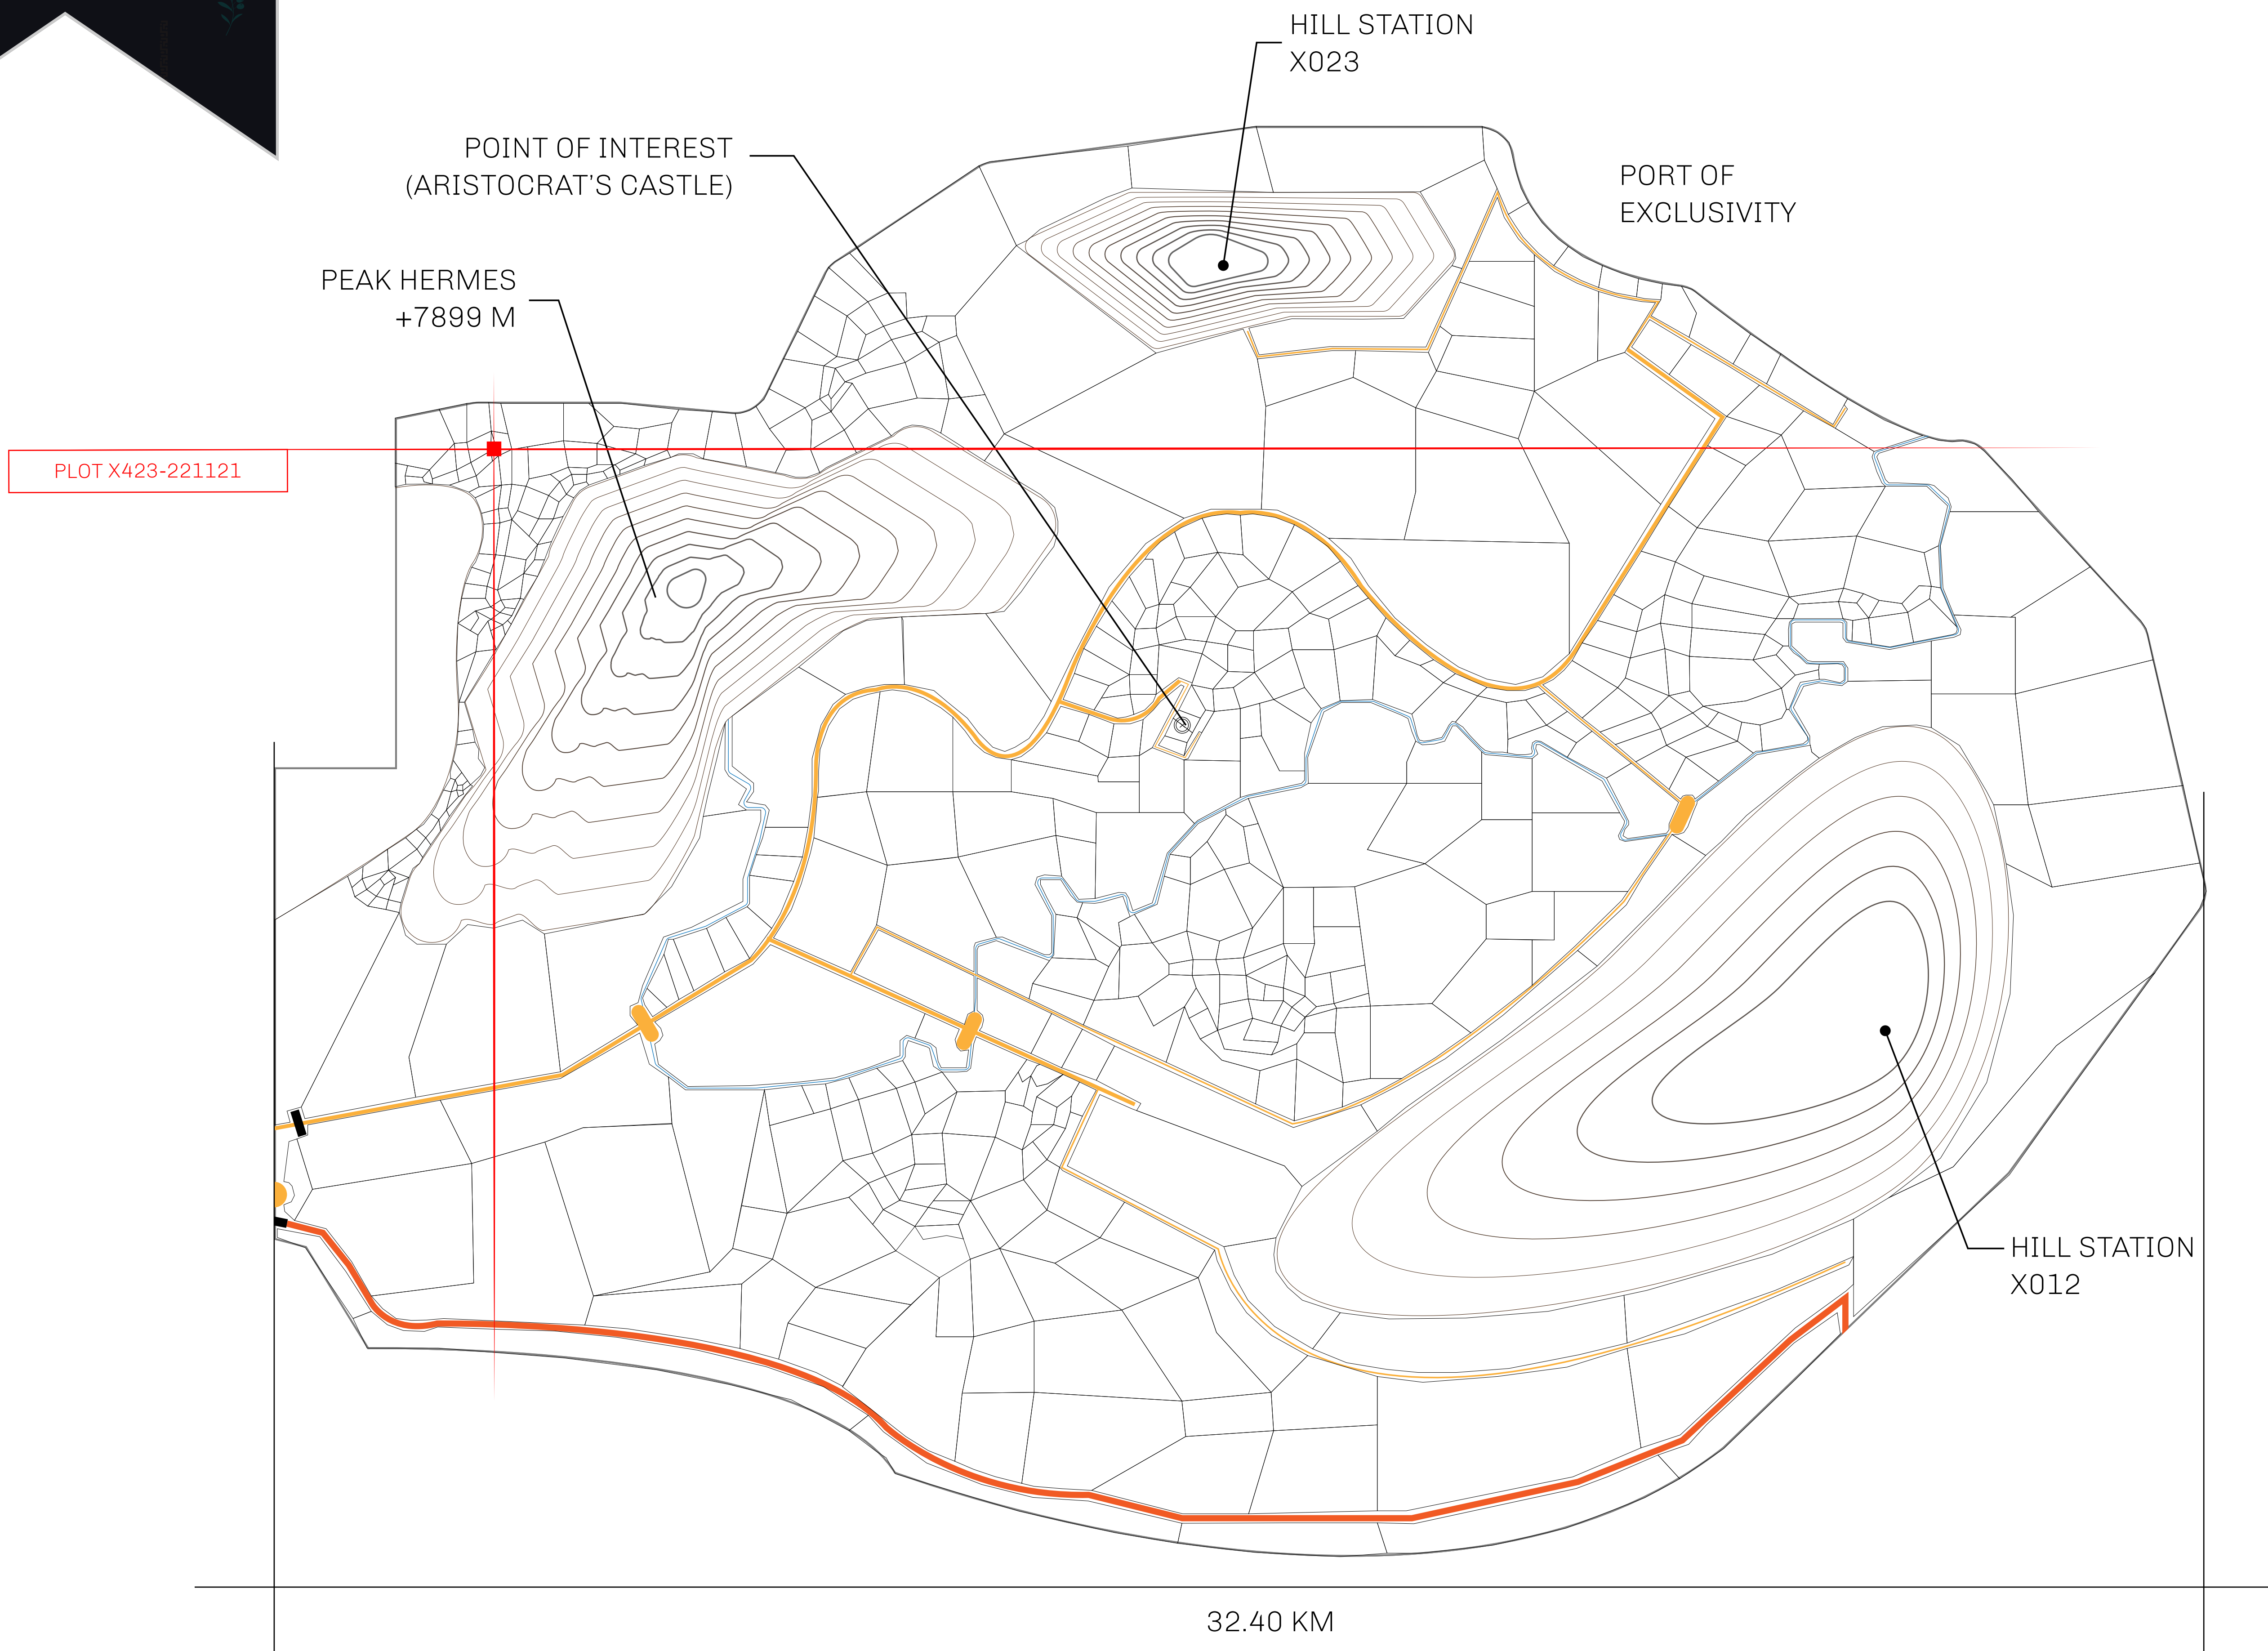 HILL STATION
X023
POINT OF INTEREST
(ARISTOCRAT'S CASTLE)
PORT OF
EXCLUSIVITY
PEAK HERMES
+7899 M
PLOT X423-221121
HILL STATION
X012
32.40 KM